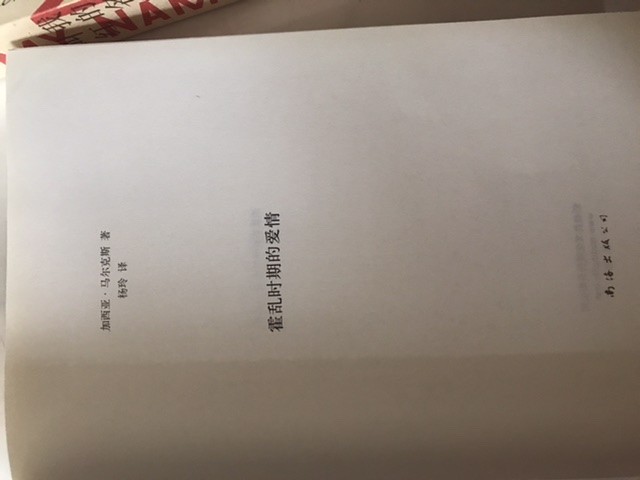 加西亚·马尔克斯 著
杨玲 译
霍乱时期的爱情
南海出版公司